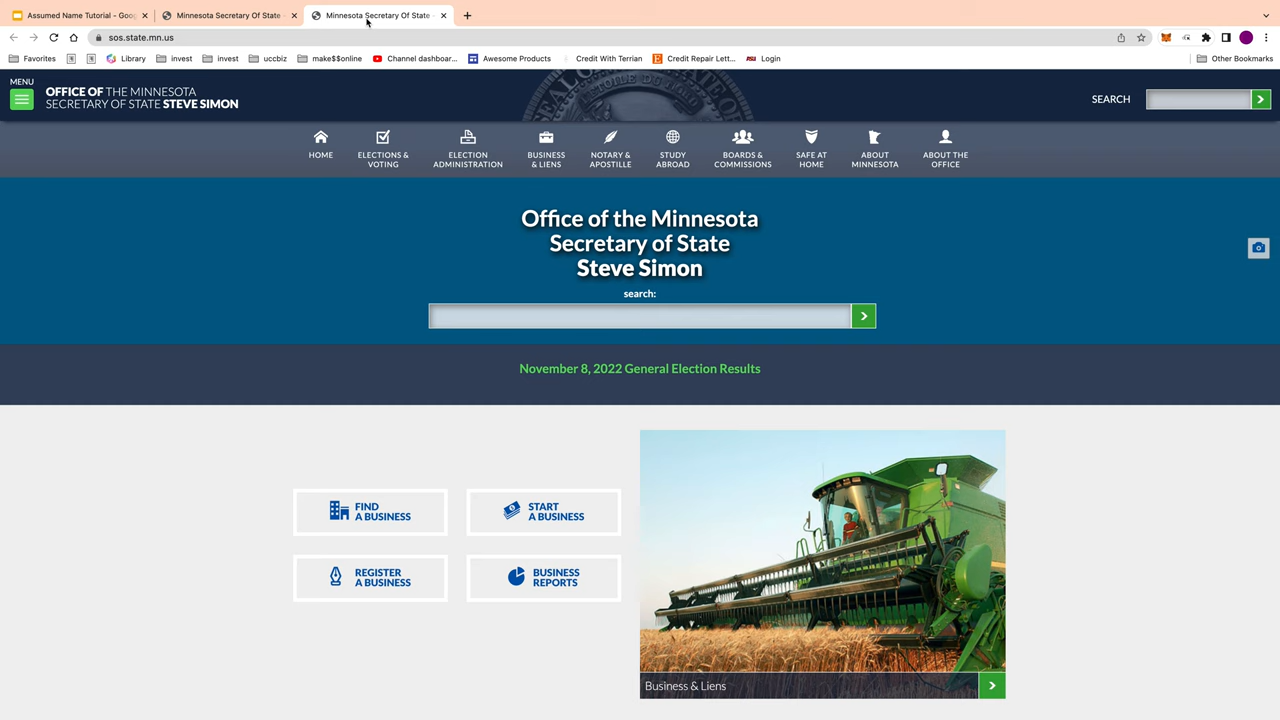 Assumed Name Tutorial - Goog
Minnesota Secretary Of State
Minnesota Secretary Of State
sos.state.mn.us
Favorites
Library
invest
invest
uccbiz
make$$online
Channel dashboar...
Awesome Products
Credit With Terrian
Credit Repair Lett...
Login
Other Bookmarks
MENU
OFFICE OF THE MINNESOTA
SECRETARY OF STATE STEVE SIMON
SEARCH
HOME
ELECTIONS &
VOTING
ELECTION
ADMINISTRATION
BUSINESS
& LIENS
NOTARY &
APOSTILLE
STUDY
ABROAD
BOARDS &
COMMISSIONS
SAFE AT
HOME
ABOUT
MINNESOTA
ABOUT THE
OFFICE
Office of the Minnesota
Secretary of State
Steve Simon
search:
November 8, 2022 General Election Results
FIND
A BUSINESS
START
A BUSINESS
REGISTER
A BUSINESS
BUSINESS
REPORTS
Business & Liens